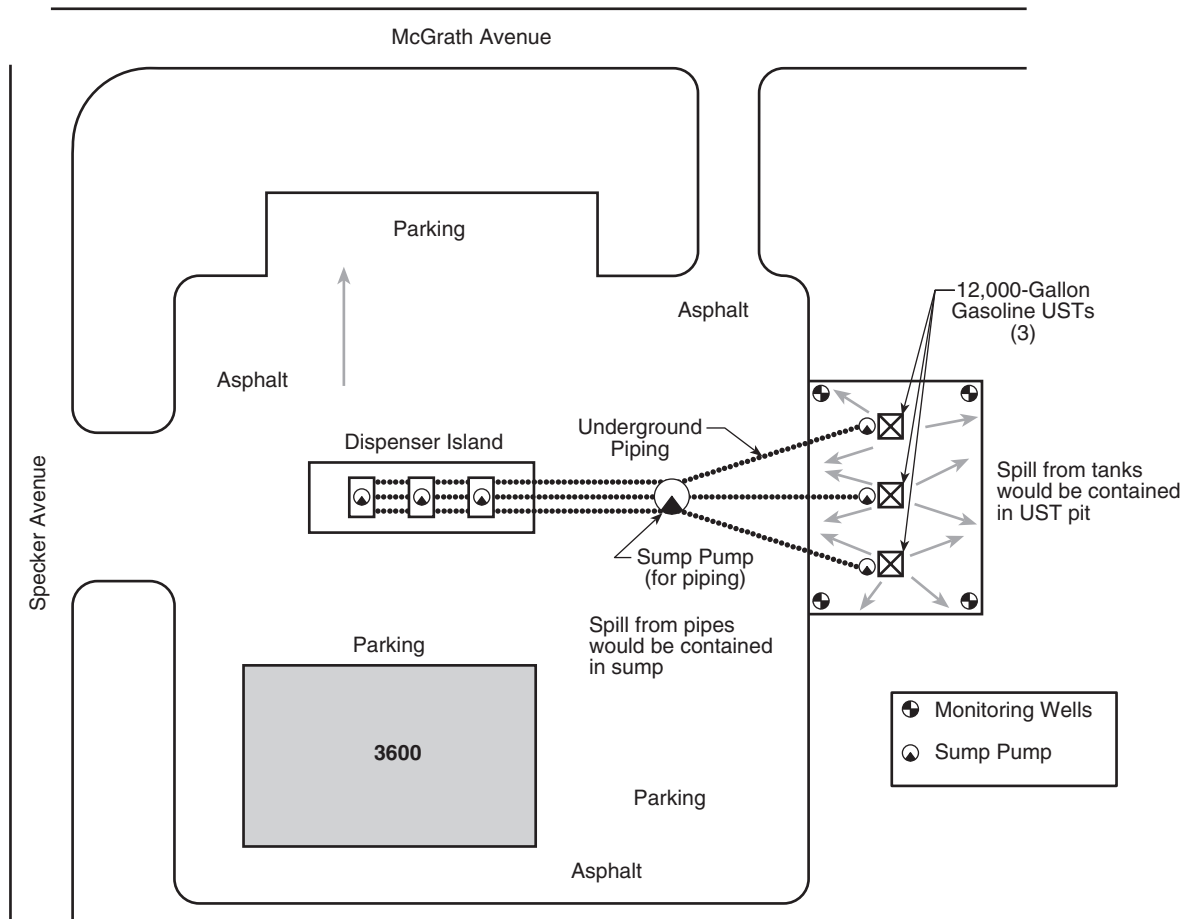 McGrath Avenue
Parking
12,000-Gallon
Gasoline USTs
(3)
Asphalt
Asphalt
Underground
Piping
Dispenser Island
Spill from tanks
would be contained
in UST pit
Specker Avenue
Sump Pump
(for piping)
Spill from pipes
would be contained
in sump
Parking
3600
Monitoring Wells
Sump Pump
Parking
Asphalt